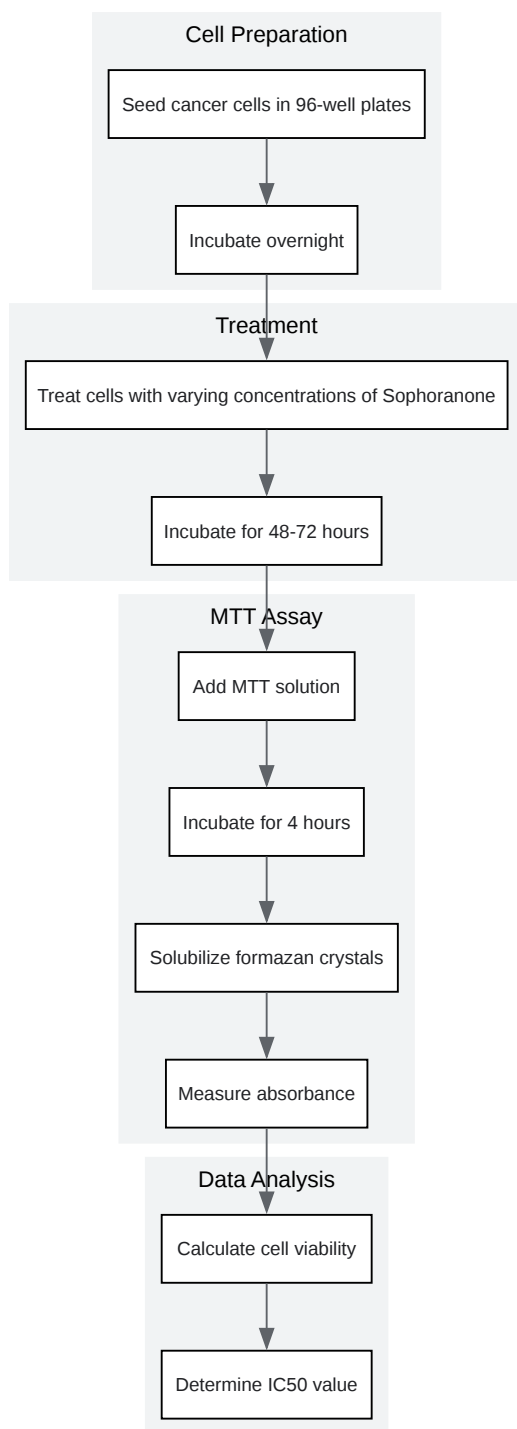 Cell Preparation
Seed cancer cells in 96-well plates
Incubate overnight
Treatment
Treat cells with varying concentrations of Sophoranone
Incubate for 48-72 hours
MTT Assay
Add MTT solution
Incubate for 4 hours
Solubilize formazan crystals
Measure absorbance
Data Analysis
Calculate cell viability
Determine IC50 value